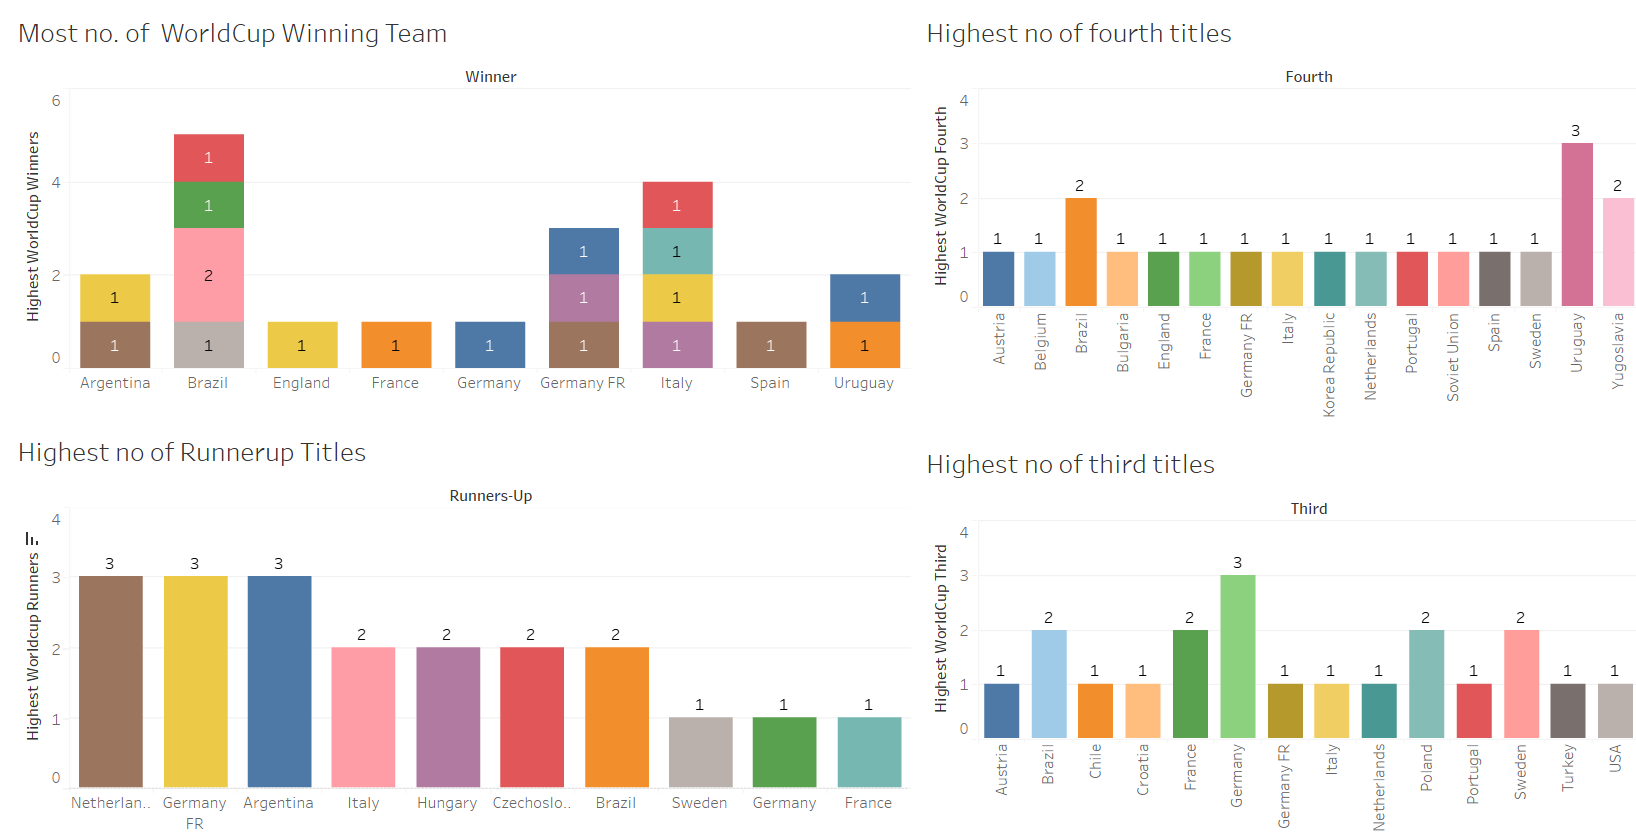 Most no. of WorldCup Winning Team
Winner
Highest WorldCup Winners
6
4
2
0
1
1
1
1
2
1
1
1
1
1
1
1
1
1
1
1
1
1
1
Argentina Brazil England France Germany Germany FR Italy Spain Uruguay
Highest no of fourth titles
Fourth
Highest WorldCup Fourth
4
3
2
1
0
1 1 2 1 1 1 1 1 1 1 1 1 1 1 3 2
Austria
Belgium
Brazil
Bulgaria
England
France
Germany FR
Italy
Korea Republic
Netherlands
Portugal
Soviet Union
Spain
Sweden
Uruguay
Yugoslavia
Highest no of Runnerup Titles
Runners-Up
Highest Worldcup Runners
4
3
2
1
0
3 3 3 2 2 2 2 1 1 1
Netherlan.. Germany FR Argentina Italy Hungary Czechoslo.. Brazil Sweden Germany France
Highest no of third titles
Third
Highest WorldCup Third
4
3
2
1
0
1 2 1 1 2 3 1 1 1 2 1 2 1 1
Austria
Brazil
Chile
Croatia
France
Germany
Germany FR
Italy
Netherlands
Poland
Portugal
Sweden
Turkey
USA